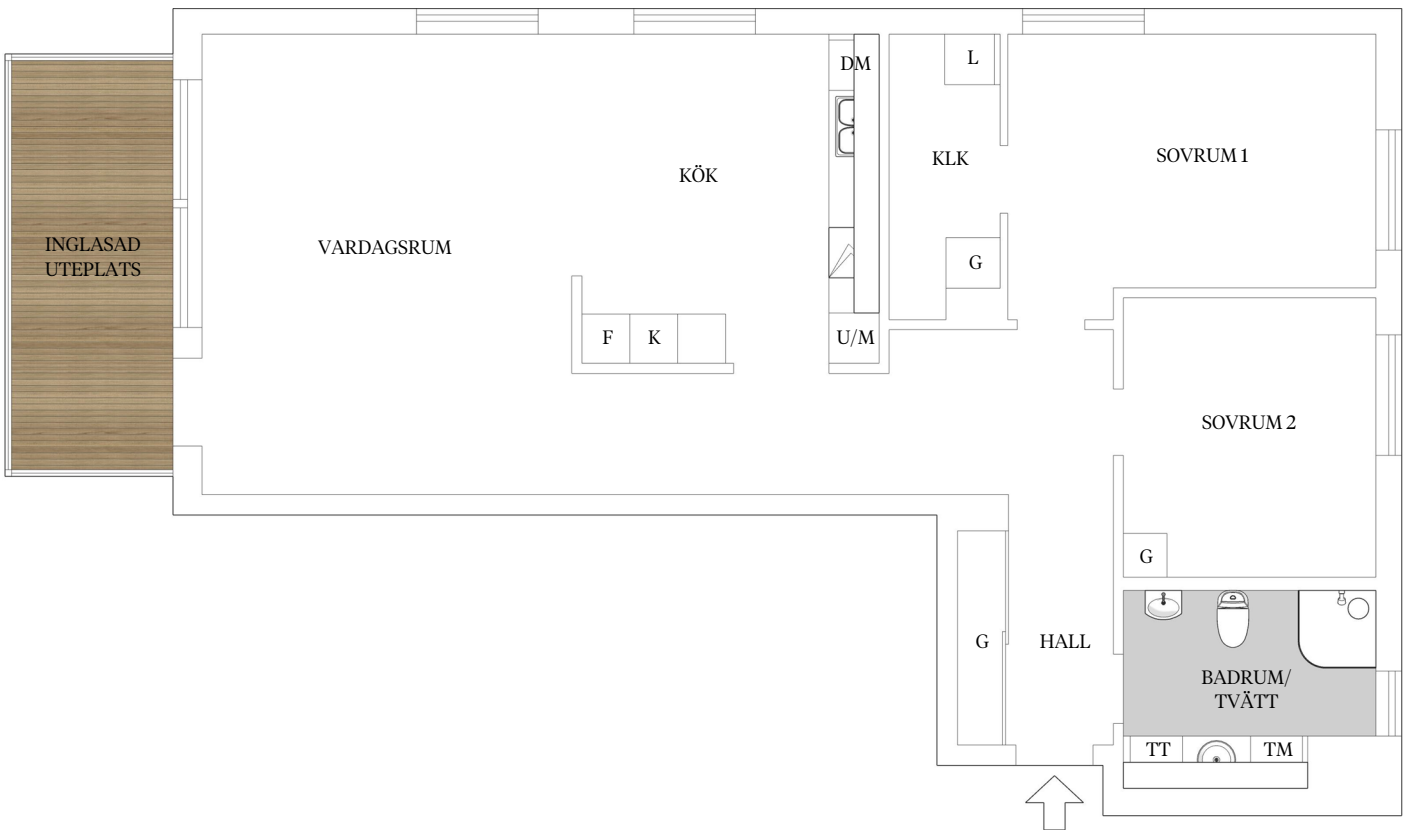 DM
L
KLK
SOVRUM 1
KÖK
VARDAGSRUM
INGLASAD
UTEPLATS
G
F
K
U/M
SOVRUM 2
G
G
HALL
BADRUM/
TVÄTT
TT
TM